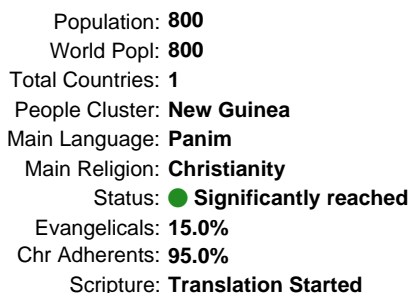 Population: 800
World Popl: 800
Total Countries: 1
People Cluster: New Guinea
Main Language: Panim
Main Religion: Christianity
Status: Significantly reached
Evangelicals: 15.0%
Chr Adherents: 95.0%
Scripture: Translation Started